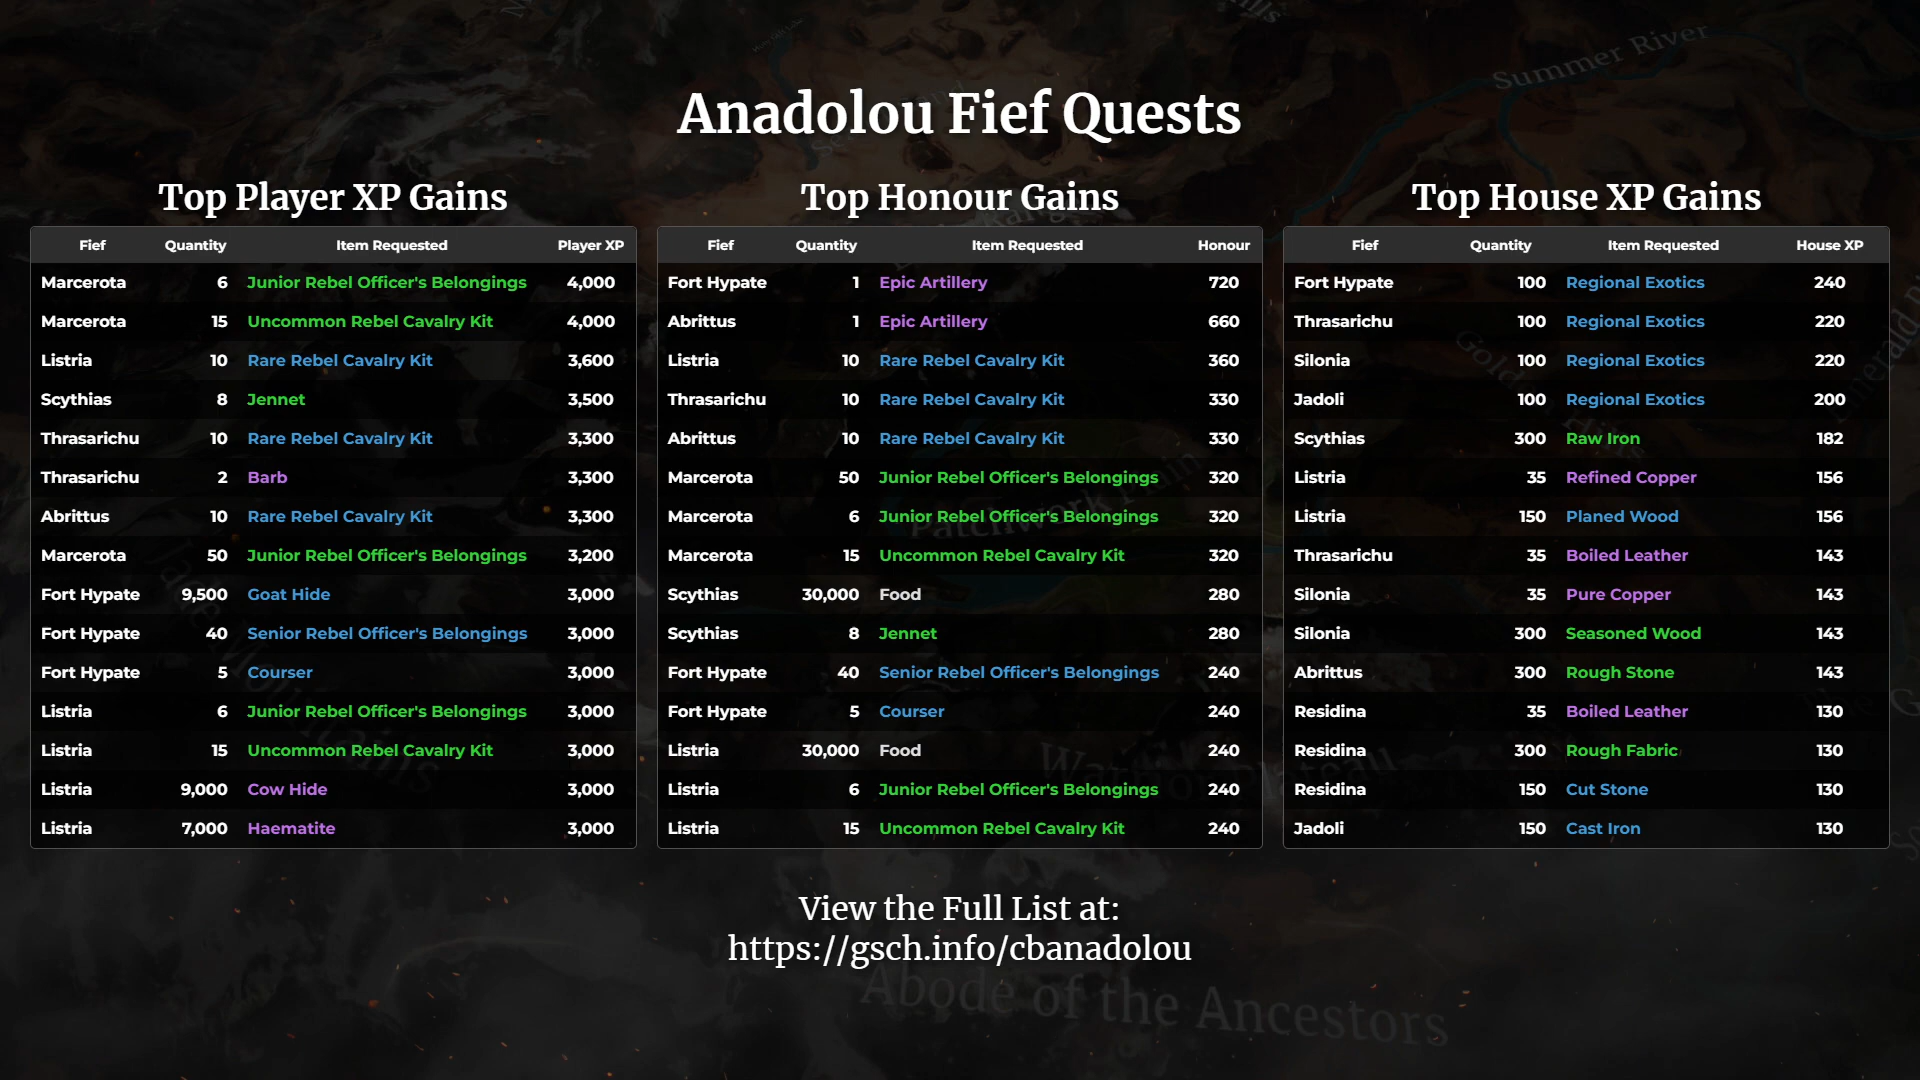 Summer River
Anadolou Fief Quests
Top Player XP Gains
Fief Quantity Item Requested Player XP
Marcerota 6 Junior Rebel Officer's Belongings 4,000
Marcerota 15 Uncommon Rebel Cavalry Kit 4,000
Listria 10 Rare Rebel Cavalry Kit 3,600
Scythias 8 Jennet 3,500
Thrasarichu 10 Rare Rebel Cavalry Kit 3,300
Thrasarichu 2 Barb 3,300
Abrittus 10 Rare Rebel Cavalry Kit 3,300
Marcerota 50 Junior Rebel Officer's Belongings 3,200
Fort Hypate 9,500 Goat Hide 3,000
Fort Hypate 40 Senior Rebel Officer's Belongings 3,000
Fort Hypate 5 Courser 3,000
Listria 6 Junior Rebel Officer's Belongings 3,000
Listria 15 Uncommon Rebel Cavalry Kit 3,000
Listria 9,000 Cow Hide 3,000
Listria 7,000 Haematite 3,000
Top Honour Gains
Fief Quantity Item Requested Honour
Fort Hypate 1 Epic Artillery 720
Abrittus 1 Epic Artillery 660
Listria 10 Rare Rebel Cavalry Kit 360
Thrasarichu 10 Rare Rebel Cavalry Kit 330
Abrittus 10 Rare Rebel Cavalry Kit 330
Marcerota 50 Junior Rebel Officer's Belongings 320
Marcerota 6 Junior Rebel Officer's Belongings 320
Marcerota 15 Uncommon Rebel Cavalry Kit 320
Scythias 30,000 Food 280
Scythias 8 Jennet 280
Fort Hypate 40 Senior Rebel Officer's Belongings 240
Fort Hypate 5 Courser 240
Listria 30,000 Food 240
Listria 6 Junior Rebel Officer's Belongings 240
Listria 15 Uncommon Rebel Cavalry Kit 240
Top House XP Gains
Fief Quantity Item Requested House XP
Fort Hypate 100 Regional Exotics 240
Thrasarichu 100 Regional Exotics 220
Silonia 100 Regional Exotics 220
Jadoli 100 Regional Exotics 200
Scythias 300 Raw Iron 182
Listria 35 Refined Copper 156
Listria 150 Planed Wood 156
Thrasarichu 35 Boiled Leather 143
Silonia 35 Pure Copper 143
Silonia 300 Seasoned Wood 143
Abrittus 300 Rough Stone 143
Residina 35 Boiled Leather 130
Residina 300 Rough Fabric 130
Residina 150 Cut Stone 130
Jadoli 150 Cast Iron 130
Patchwork Plain
View the Full List at:
https://gsch.info/cbanadolou
Abode of the Ancestors